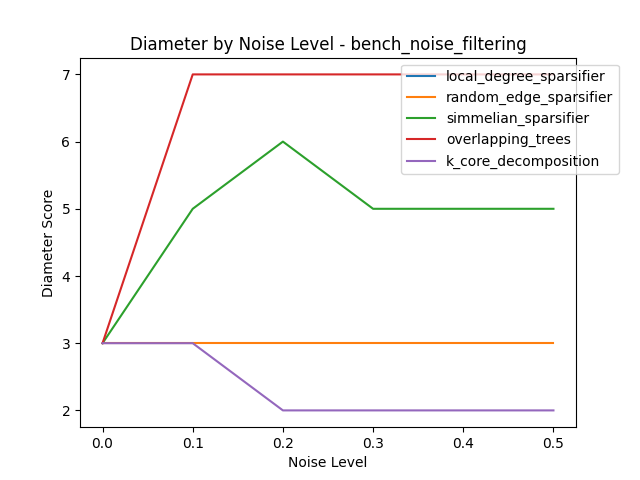 Diameter by Noise Level - bench_noise_filtering
7
6
5
4
3
2
Diameter Score
0.0 0.1 0.2 0.3 0.4 0.5
Noise Level
local_degree_sparsifier
random_edge_sparsifier
simmelian_sparsifier
overlapping_trees
k_core_decomposition